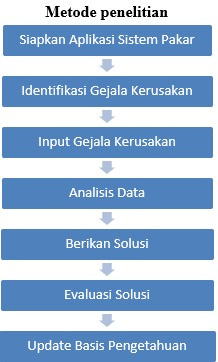 Metode penelitian
Siapkan Aplikasi Sistem Pakar
Identifikasi Gejala Kerusakan
Input Gejala Kerusakan
Analisis Data
Berikan Solusi
Evaluasi Solusi
Update Basis Pengetahuan